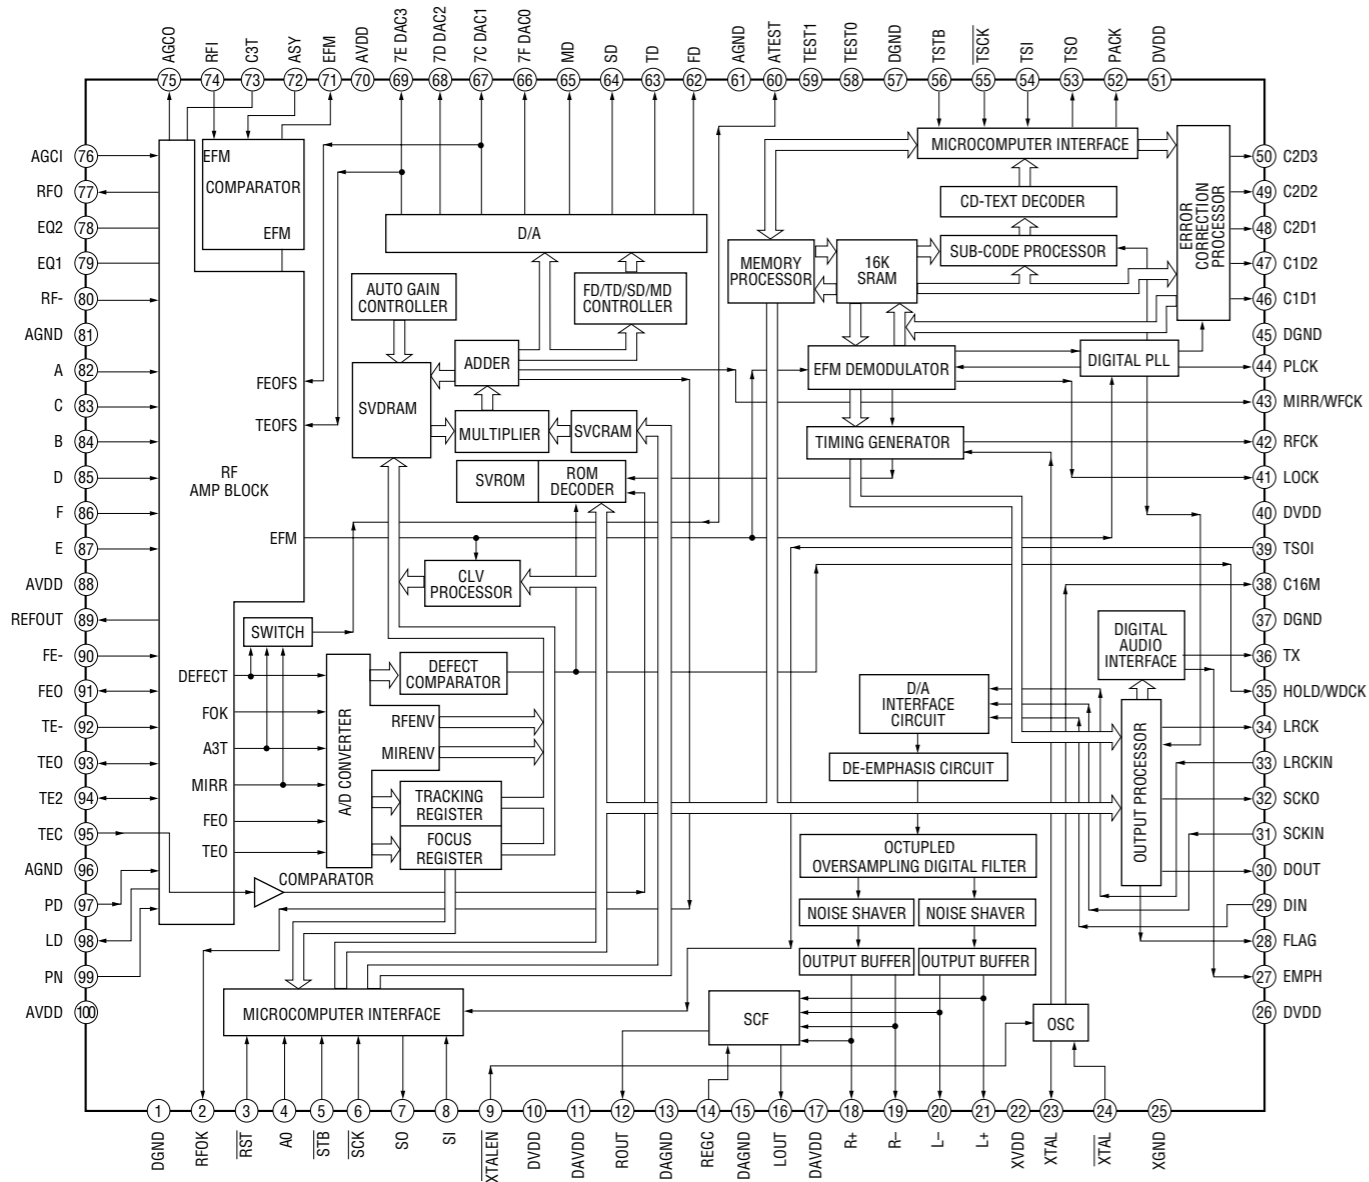 AGCO
RFI
C3T
ASY
EFM
AVDD
7E DAC3
7D DAC2
7C DAC1
7F DAC0
MD
SD
TD
FD
AGND
ATEST
TEST1
TEST0
DGND
TSTB
TSCK
TSI
TSO
PACK
DVDD
75 74 73 72 71 70 69 68 67 66 65 64 63 62 61 60 59 58 57 56 55 54 53 52 51
AGCI 76
RFO 77
EQ2 78
EQ1 79
RF- 80
AGND 81
A 82
C 83
B 84
D 85
F 86
E 87
AVDD 88
REFOUT 89
FE- 90
FEO 91
TE- 92
TEO 93
TE2 94
TEC 95
AGND 96
PD 97
LD 98
PN 99
AVDD 100
EFM
COMPARATOR
EFM
RF
AMP BLOCK
FEOFS
TEOFS
EFM
DEFECT
FOK
A3T
MIRR
FEO
TEO
D/A
AUTO GAIN
CONTROLLER
FD/TD/SD/MD
CONTROLLER
SVDRAM
ADDER
MULTIPLIER
SVCRAM
SVROM
ROM
DECODER
CLV
PROCESSOR
SWITCH
A/D CONVERTER
DEFECT
COMPARATOR
RFENV
MIRENV
TRACKING
REGISTER
FOCUS
REGISTER
COMPARATOR
MICROCOMPUTER INTERFACE
MICROCOMPUTER INTERFACE
CD-TEXT DECODER
SUB-CODE PROCESSOR
ERROR
CORRECTION
PROCESSOR
MEMORY
PROCESSOR
16K
SRAM
EFM DEMODULATOR
DIGITAL PLL
TIMING GENERATOR
DIGITAL
AUDIO
INTERFACE
D/A
INTERFACE
CIRCUIT
DE-EMPHASIS CIRCUIT
OUTPUT PROCESSOR
OCTUPLED
OVERSAMPLING DIGITAL FILTER
NOISE SHAVER
NOISE SHAVER
OUTPUT BUFFER
OUTPUT BUFFER
SCF
OSC
50 C2D3
49 C2D2
48 C2D1
47 C1D2
46 C1D1
45 DGND
44 PLCK
43 MIRR/WFCK
42 RFCK
41 LOCK
40 DVDD
39 TSOI
38 C16M
37 DGND
36 TX
35 HOLD/WDCK
34 LRCK
33 LRCKIN
32 SCKO
31 SCKIN
30 DOUT
29 DIN
28 FLAG
27 EMPH
26 DVDD
1 2 3 4 5 6 7 8 9 10 11 12 13 14 15 16 17 18 19 20 21 22 23 24 25
DGND
RFOK
RST
A0
STB
SCK
SO
SI
XTALEN
DVDD
DAVDD
ROUT
DAGND
REGC
DAGND
LOUT
DAVDD
R+
R–
L–
L+
XVDD
XTAL
XTAL
XGND